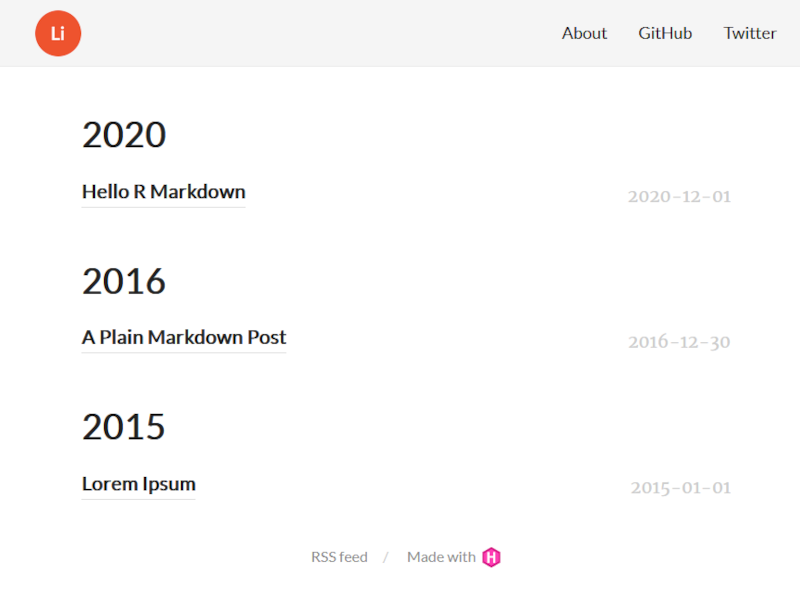 Li
About GitHub Twitter
2020
Hello R Markdown 2020-12-01
2016
A Plain Markdown Post 2016-12-30
2015
Lorem Ipsum 2015-01-01
RSS feed / Made with H